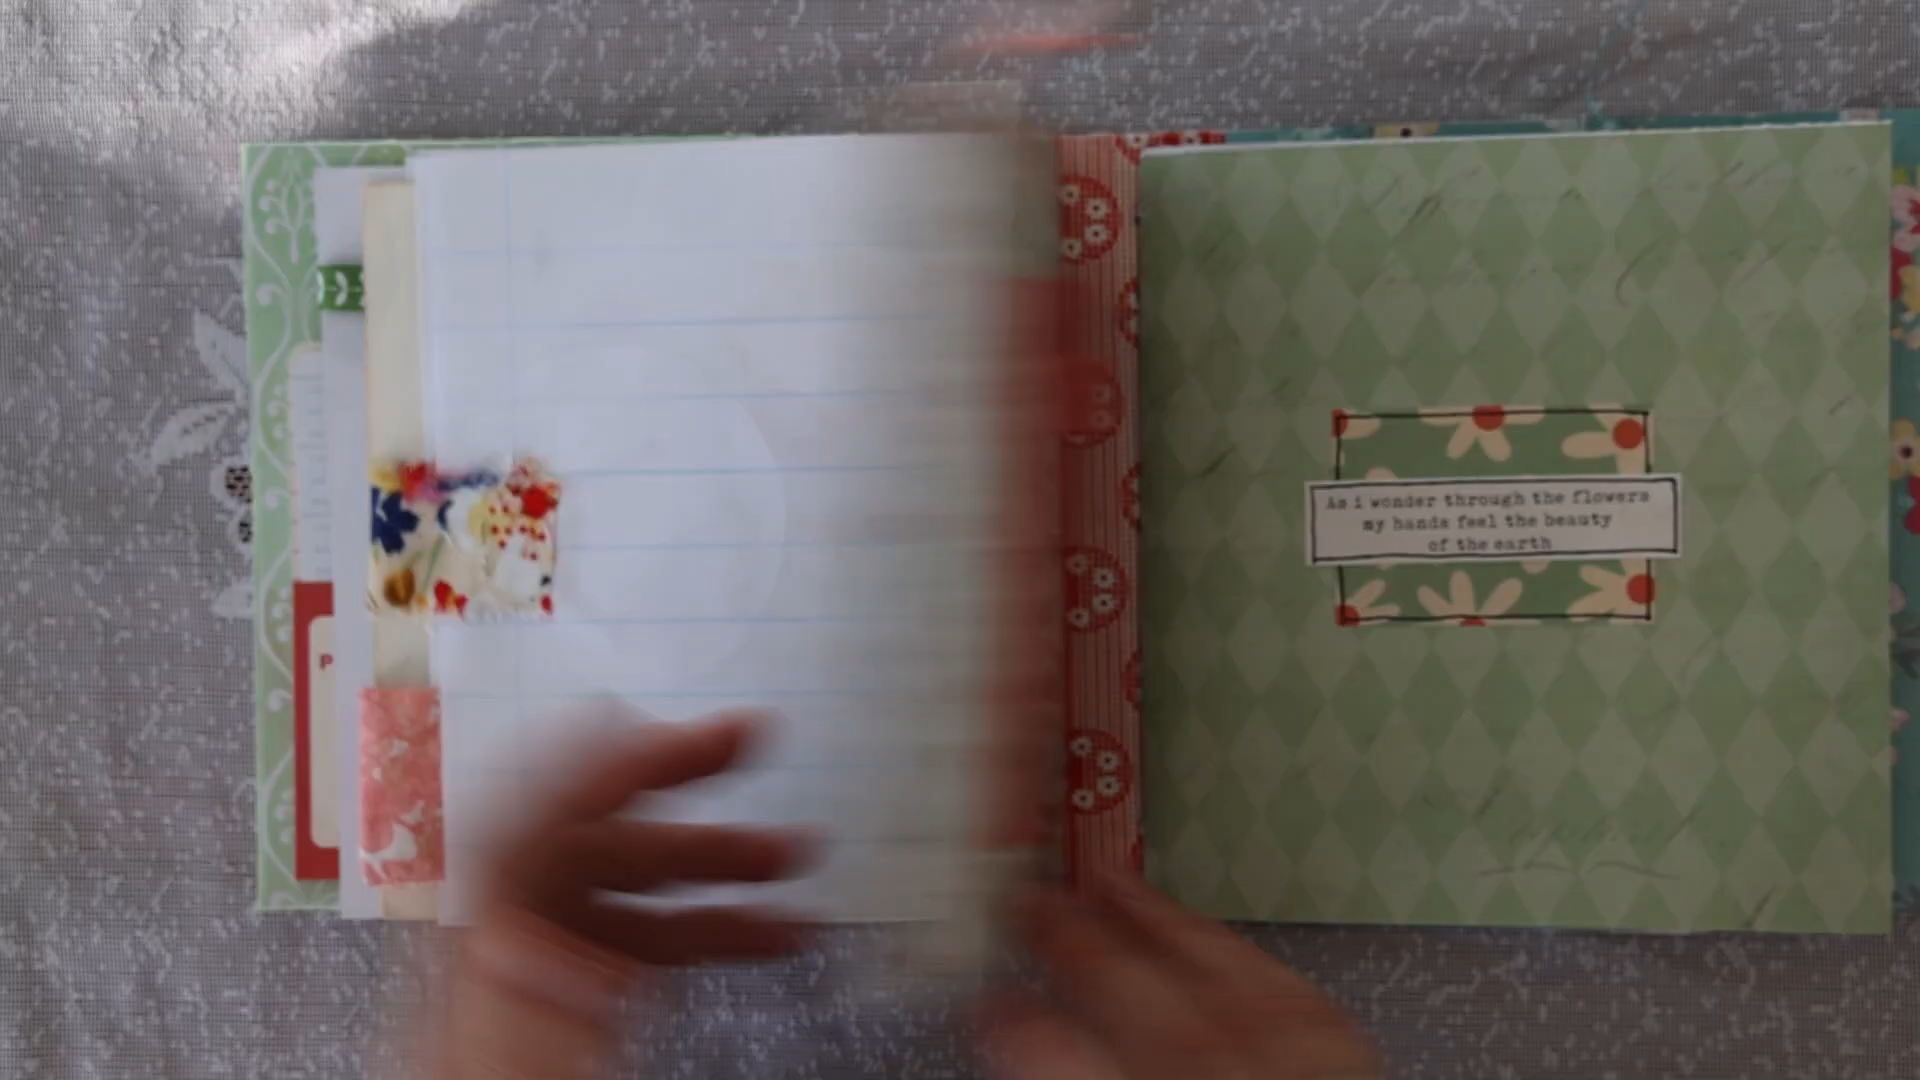 P
As i wonder through the flowers
my hands feel the beauty
of the earth